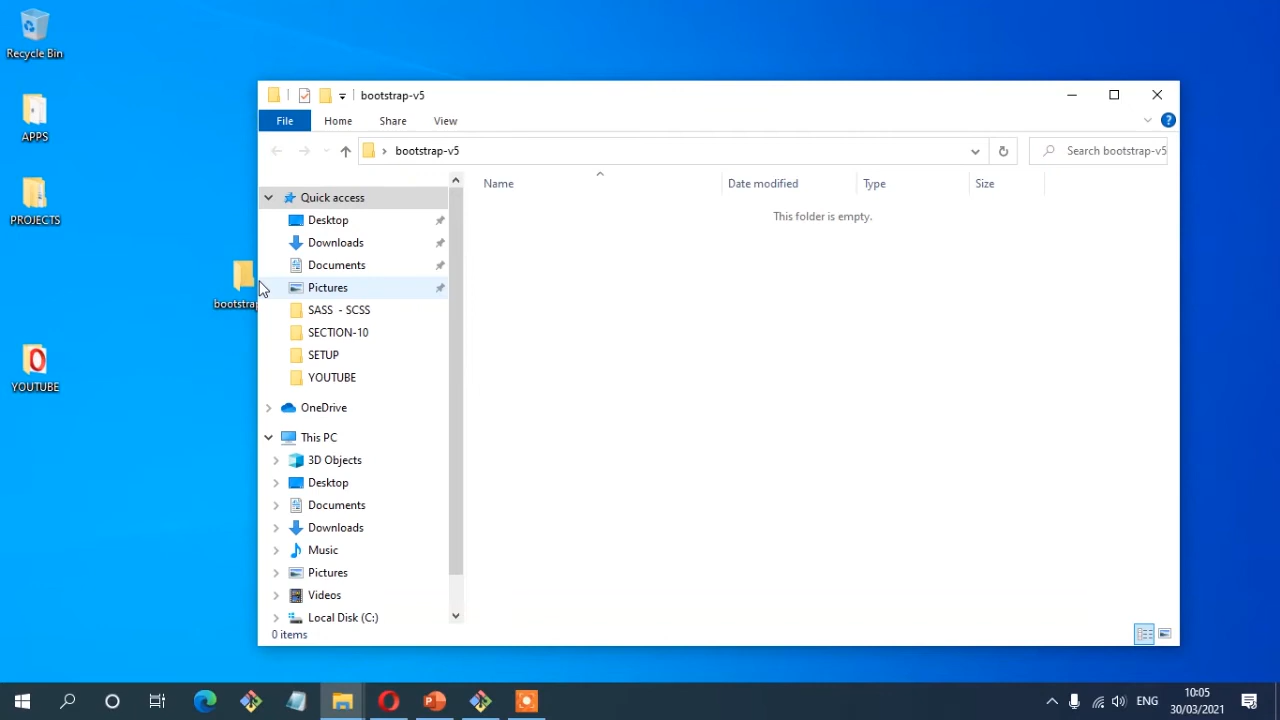 Recycle Bin
APPS
PROJECTS
YOUTUBE
bootstrap-v5
File
Home
Share
View
bootstrap-v5
Search bootstrap-v5
Name
Date modified
Type
Size
This folder is empty.
Quick access
Desktop
Downloads
Documents
Pictures
SASS - SCSS
SECTION-10
SETUP
YOUTUBE
OneDrive
This PC
3D Objects
Desktop
Documents
Downloads
Music
Pictures
Videos
Local Disk (C:)
0 items
ENG
10:05
30/03/2021